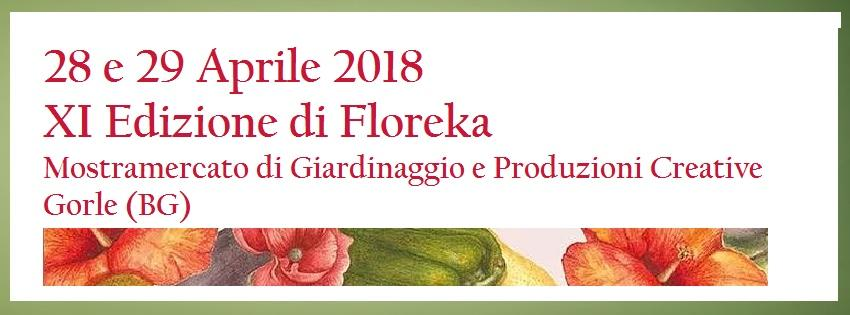 28 e 29 Aprile 2018
XI Edizione di Floreka
Mostramercato di Giardinaggio e Produzioni Creative
Gorle (BG)